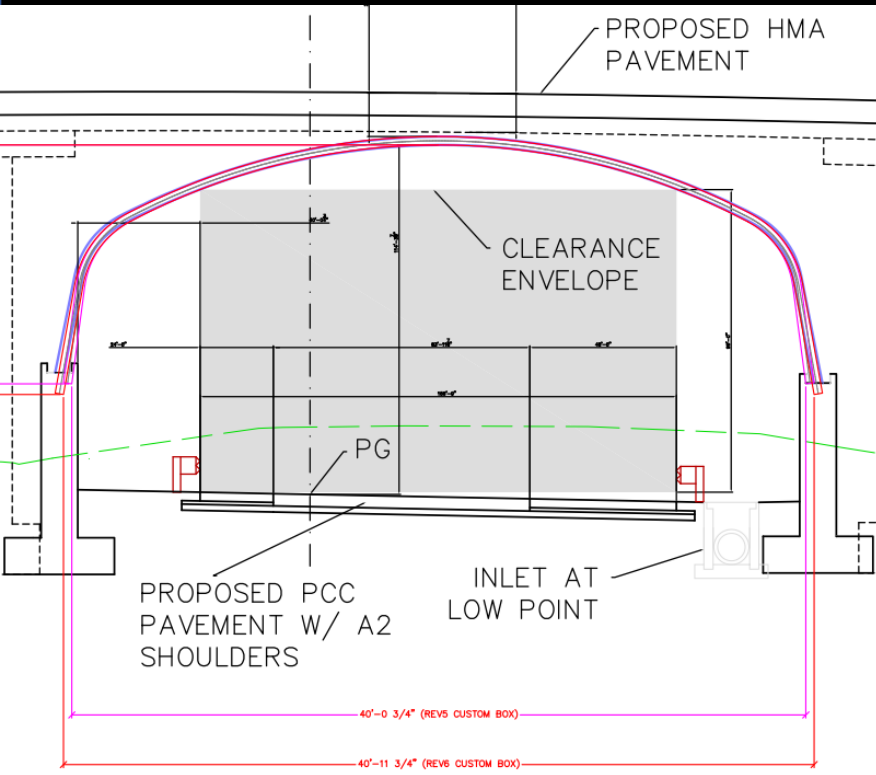 PROPOSED HMA
PAVEMENT
CLEARANCE
ENVELOPE
PG
PROPOSED PCC
PAVEMENT W/ A2
SHOULDERS
INLET AT
LOW POINT
40'-0 3/4" (REV5 CUSTOM BOX)
40'-11 3/4" (REV6 CUSTOM BOX)